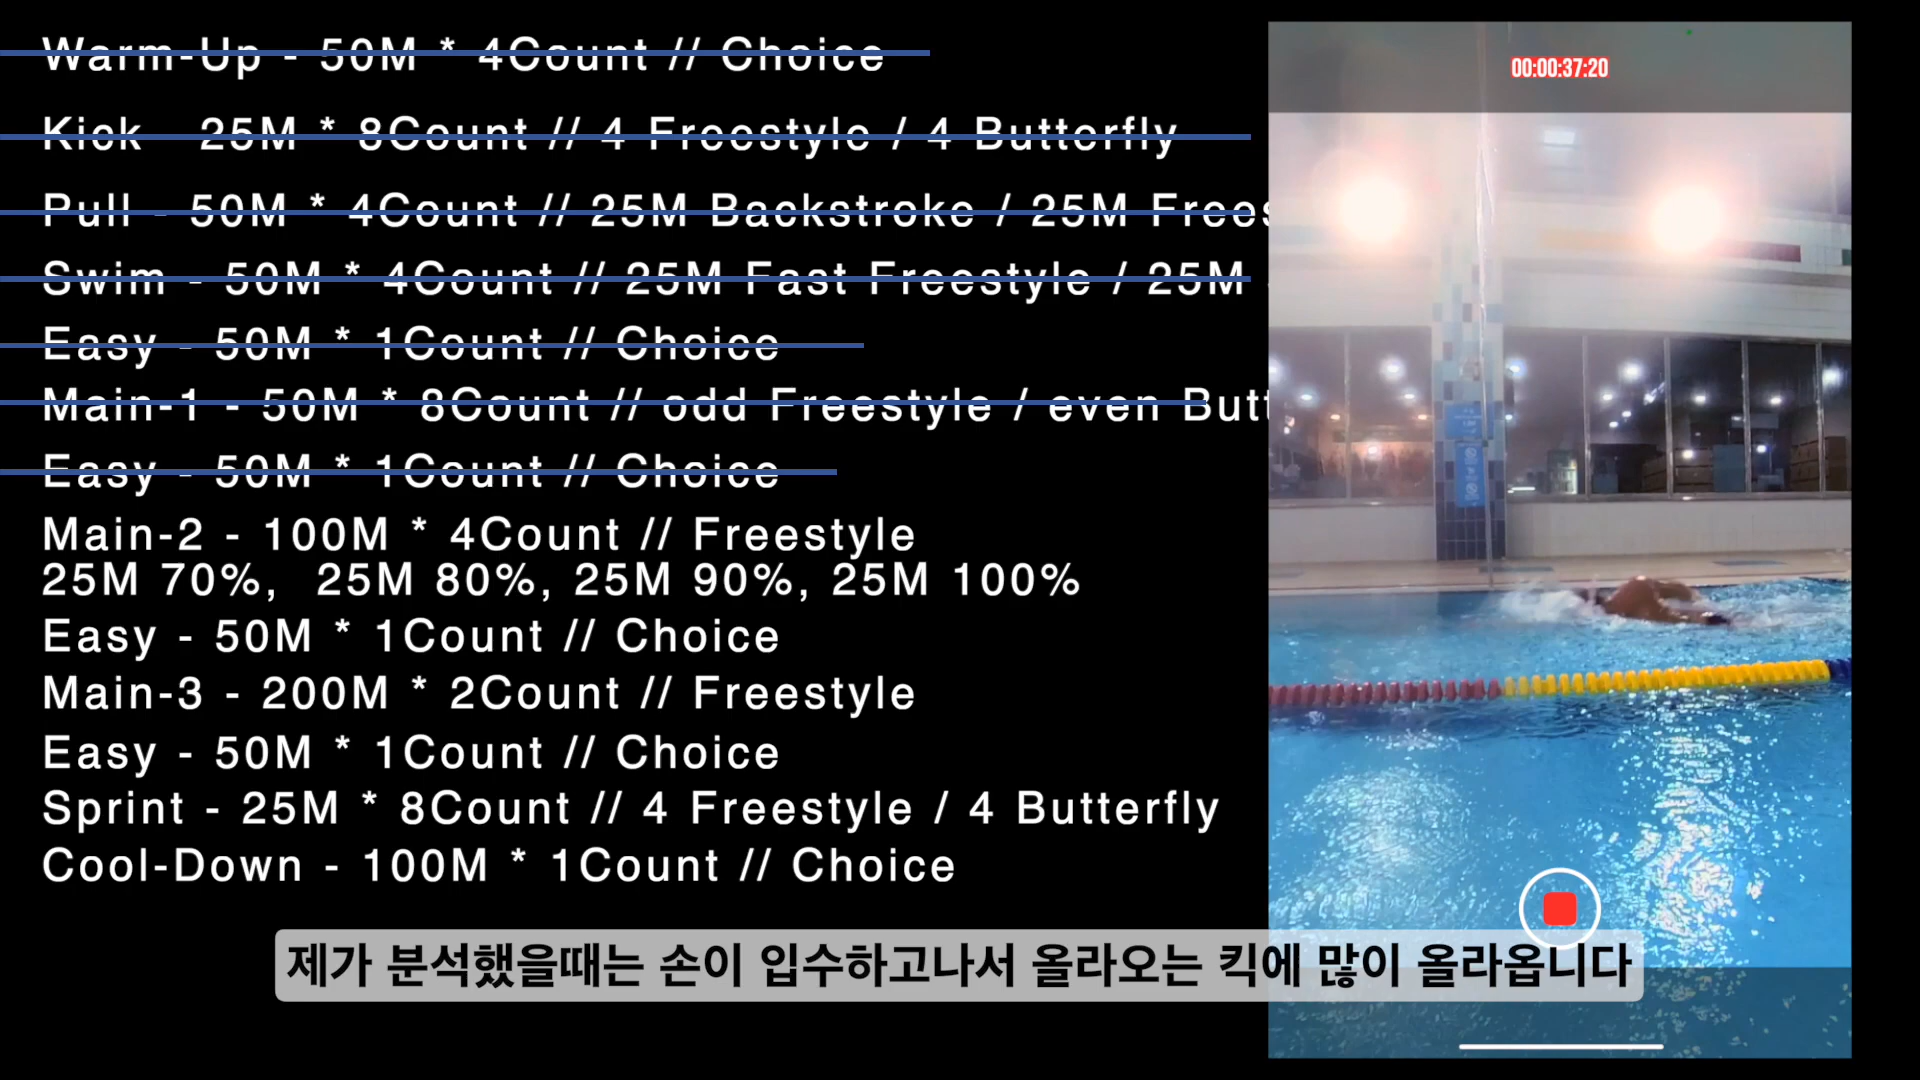 Warm-Up - 50M * 4Count // Choice
Kick - 25M * 8Count // 4 Freestyle / 4 Butterfly
Pull - 50M * 4Count // 25M Backstroke / 25M Frees
Swim - 50M * 4Count // 25M Fast Freestyle / 25M
Easy - 50M * 1Count // Choice
Main-1 - 50M * 8Count // odd Freestyle / even Butt
Easy - 50M * 1Count // Choice
Main-2 - 100M * 4Count // Freestyle
25M 70%, 25M 80%, 25M 90%, 25M 100%
Easy - 50M * 1Count // Choice
Main-3 - 200M * 2Count // Freestyle
Easy - 50M * 1Count // Choice
Sprint - 25M * 8Count // 4 Freestyle / 4 Butterfly
Cool-Down - 100M * 1Count // Choice
00:00:37:20
제가 분석했을때는 손이 입수하고나서 올라오는 킥에 많이 올라옵니다